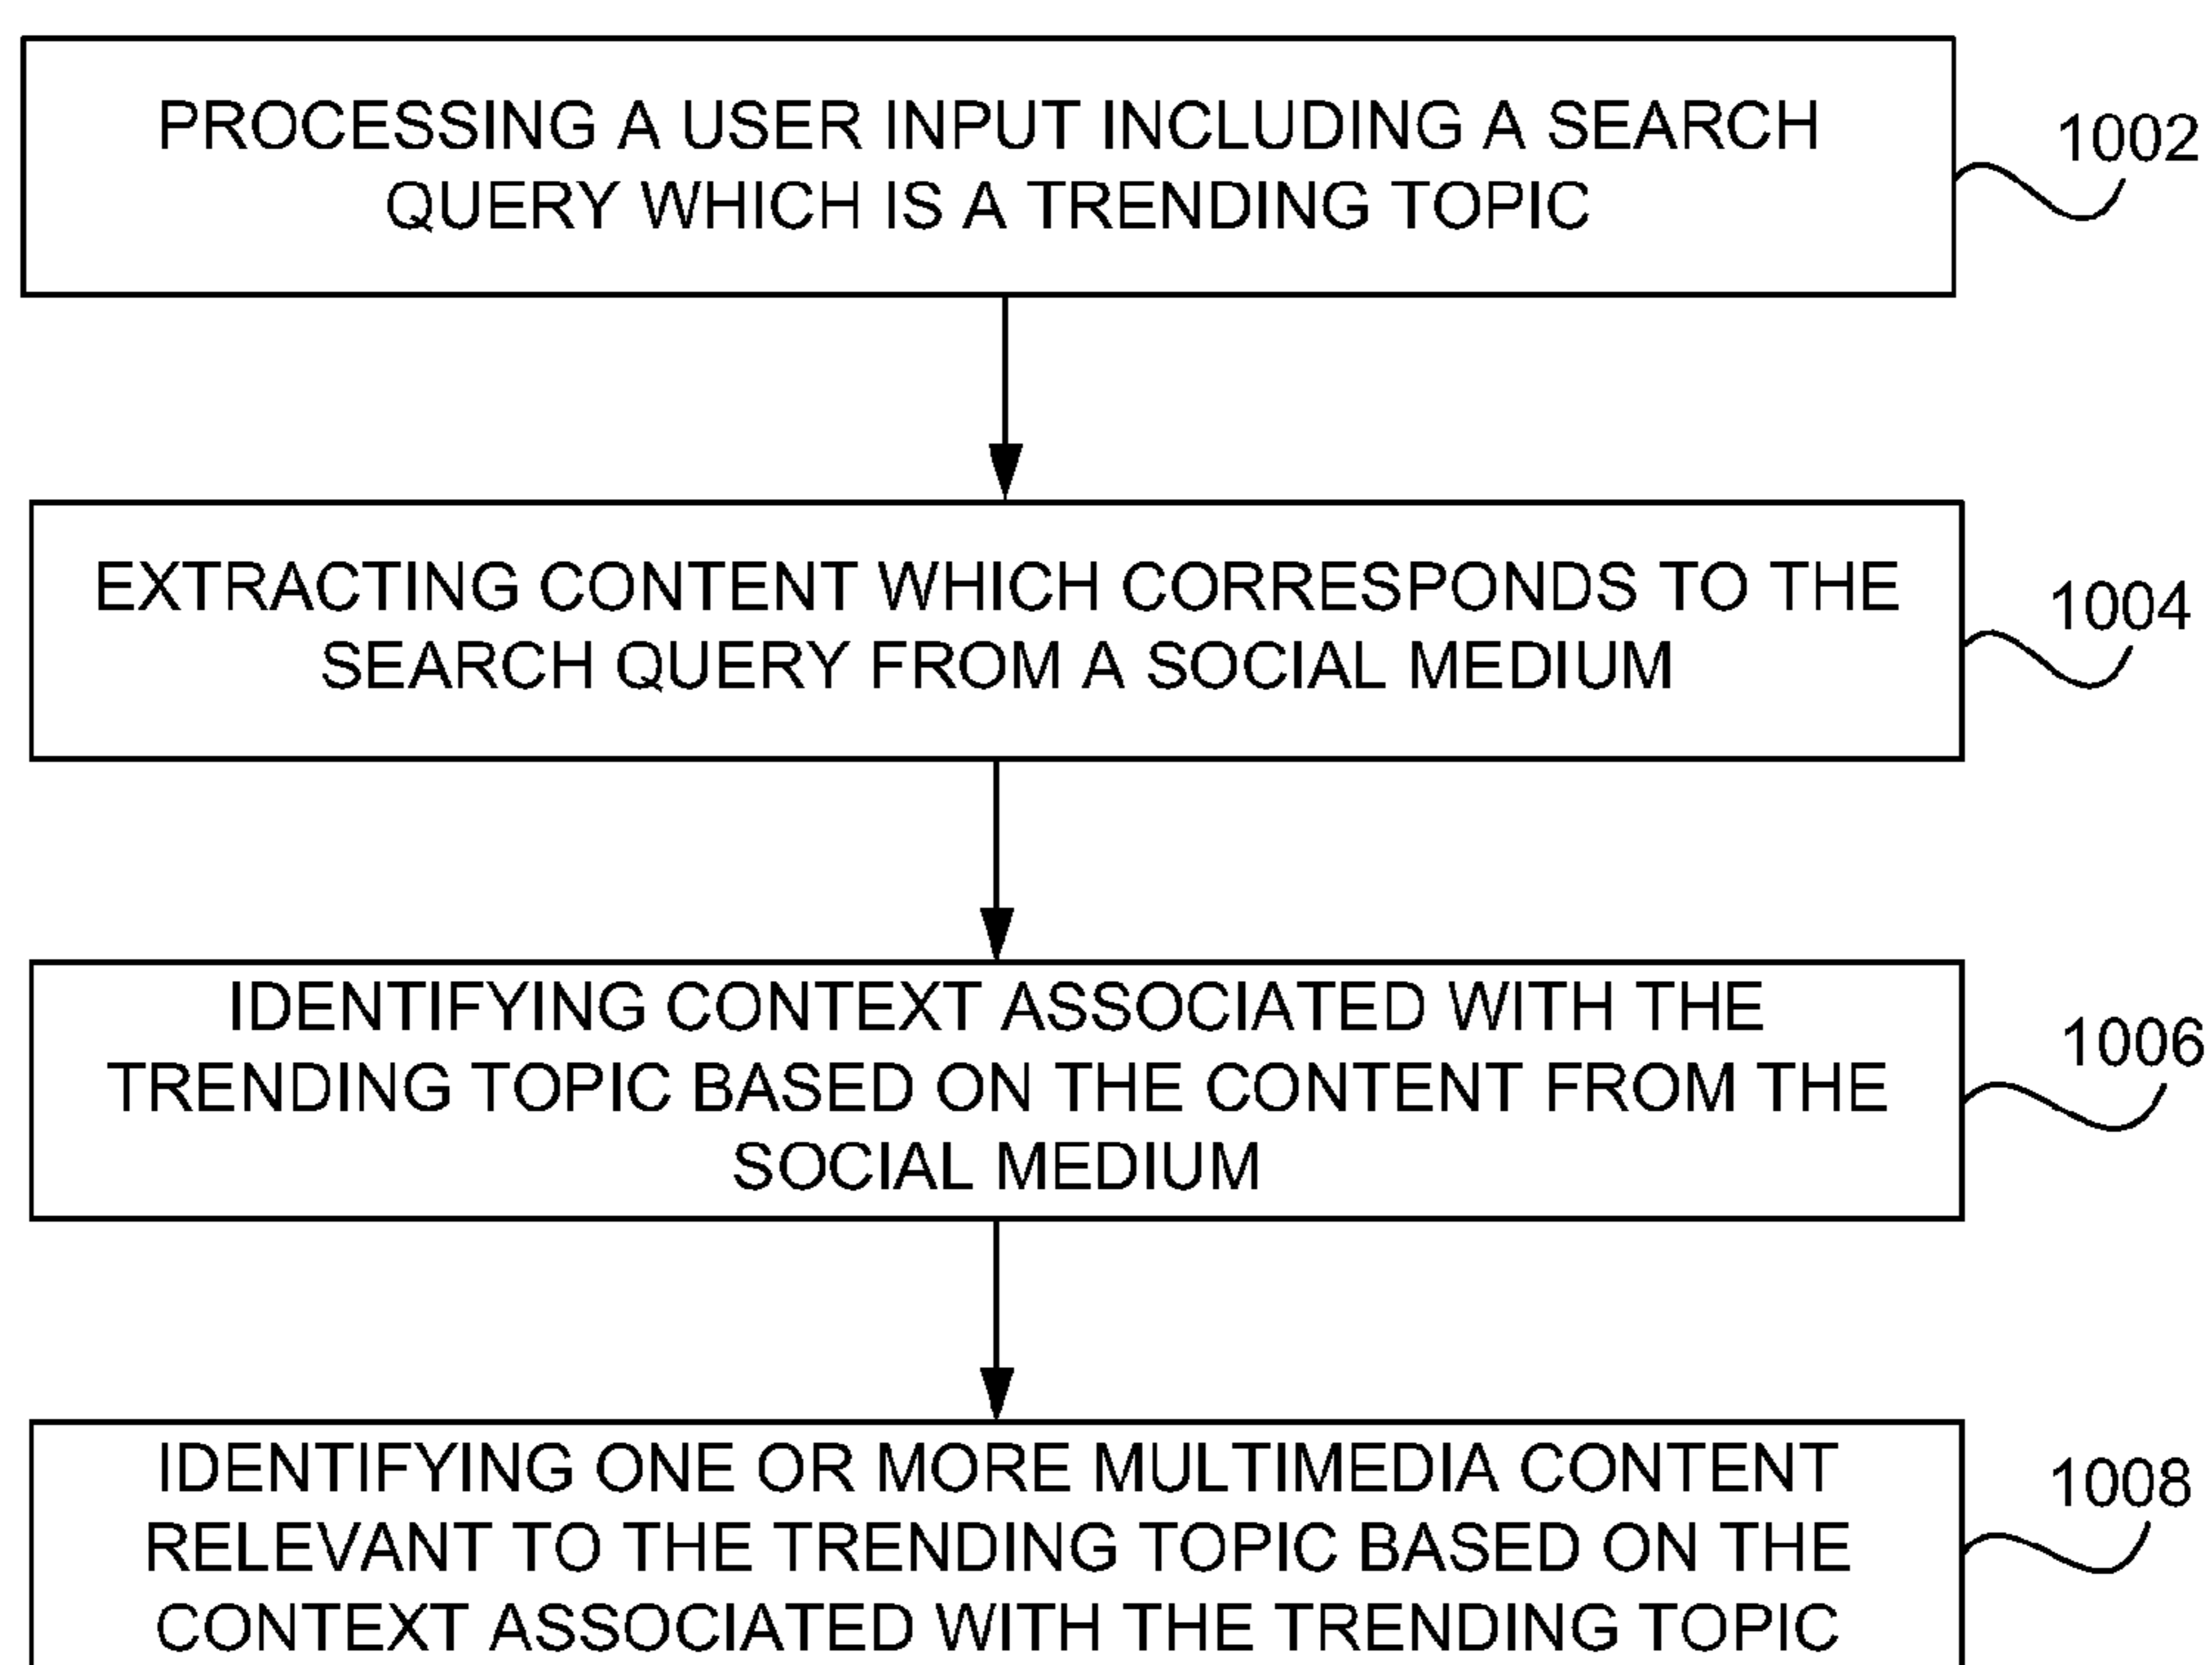 PROCESSING A USER INPUT INCLUDING A SEARCH
QUERY WHICH IS A TRENDING TOPIC
1002
EXTRACTING CONTENT WHICH CORRESPONDS TO THE
SEARCH QUERY FROM A SOCIAL MEDIUM
1004
IDENTIFYING CONTEXT ASSOCIATED WITH THE
TRENDING TOPIC BASED ON THE CONTENT FROM THE
SOCIAL MEDIUM
1006
IDENTIFYING ONE OR MORE MULTIMEDIA CONTENT
RELEVANT TO THE TRENDING TOPIC BASED ON THE
CONTEXT ASSOCIATED WITH THE TRENDING TOPIC
1008